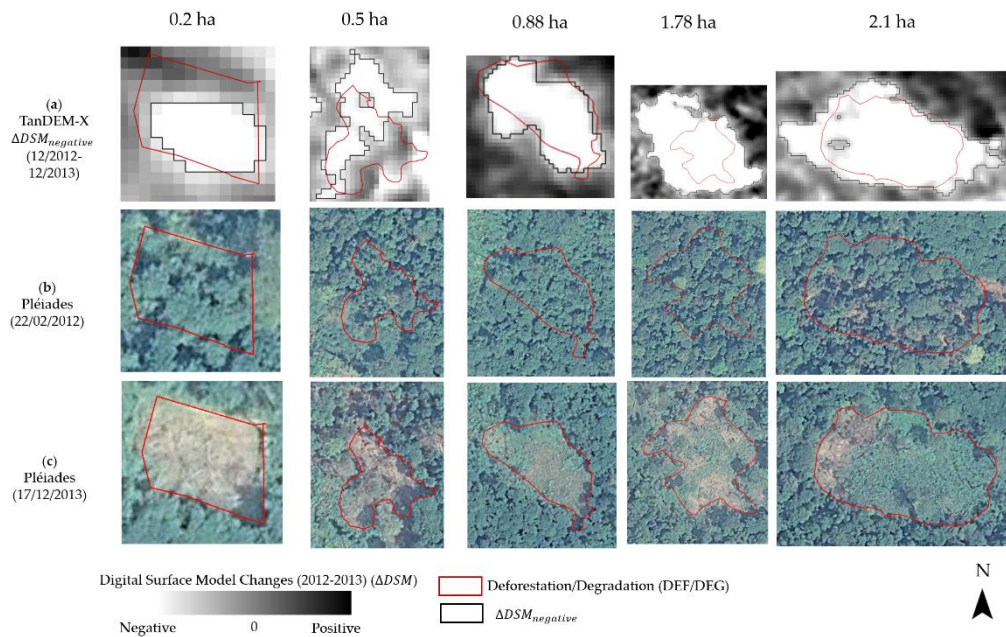 0.2 ha 0.5 ha 0.88 ha 1.78 ha 2.1 ha
(a)
TanDEM-X
ΔDSM_negative
(12/2012-
12/2013)
(b)
Pléiades
(22/02/2012)
(c)
Pléiades
(17/12/2013)
Digital Surface Model Changes (2012-2013) (ΔDSM)
Negative 0 Positive
Deforestation/Degradation (DEF/DEG)
ΔDSM_negative
N